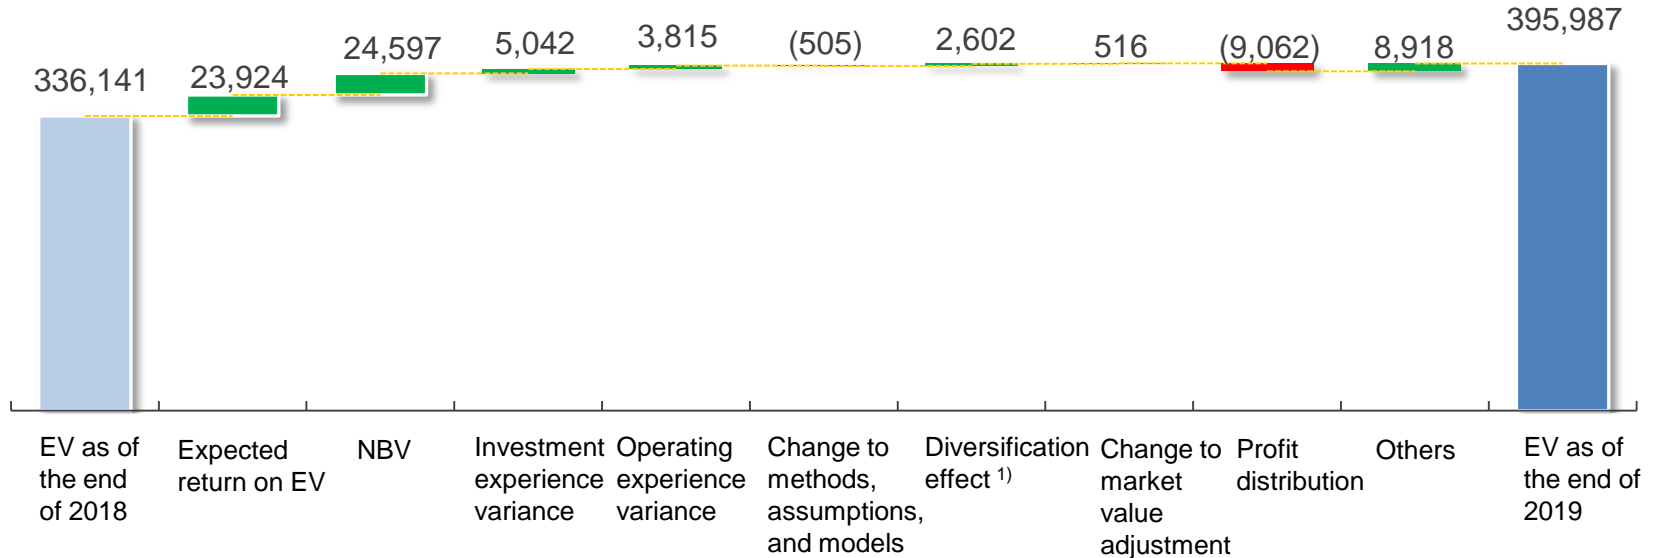 336,141
23,924
24,597
5,042
3,815
(505)
2,602
516
(9,062)
8,918
395,987
EV as of
the end
of 2018
Expected
return on EV
NBV
Investment
experience
variance
Operating
experience
variance
Change to
methods,
assumptions,
and models
Diversification
effect 1)
Change to
market
value
adjustment
Profit
distribution
Others
EV as of
the end of
2019